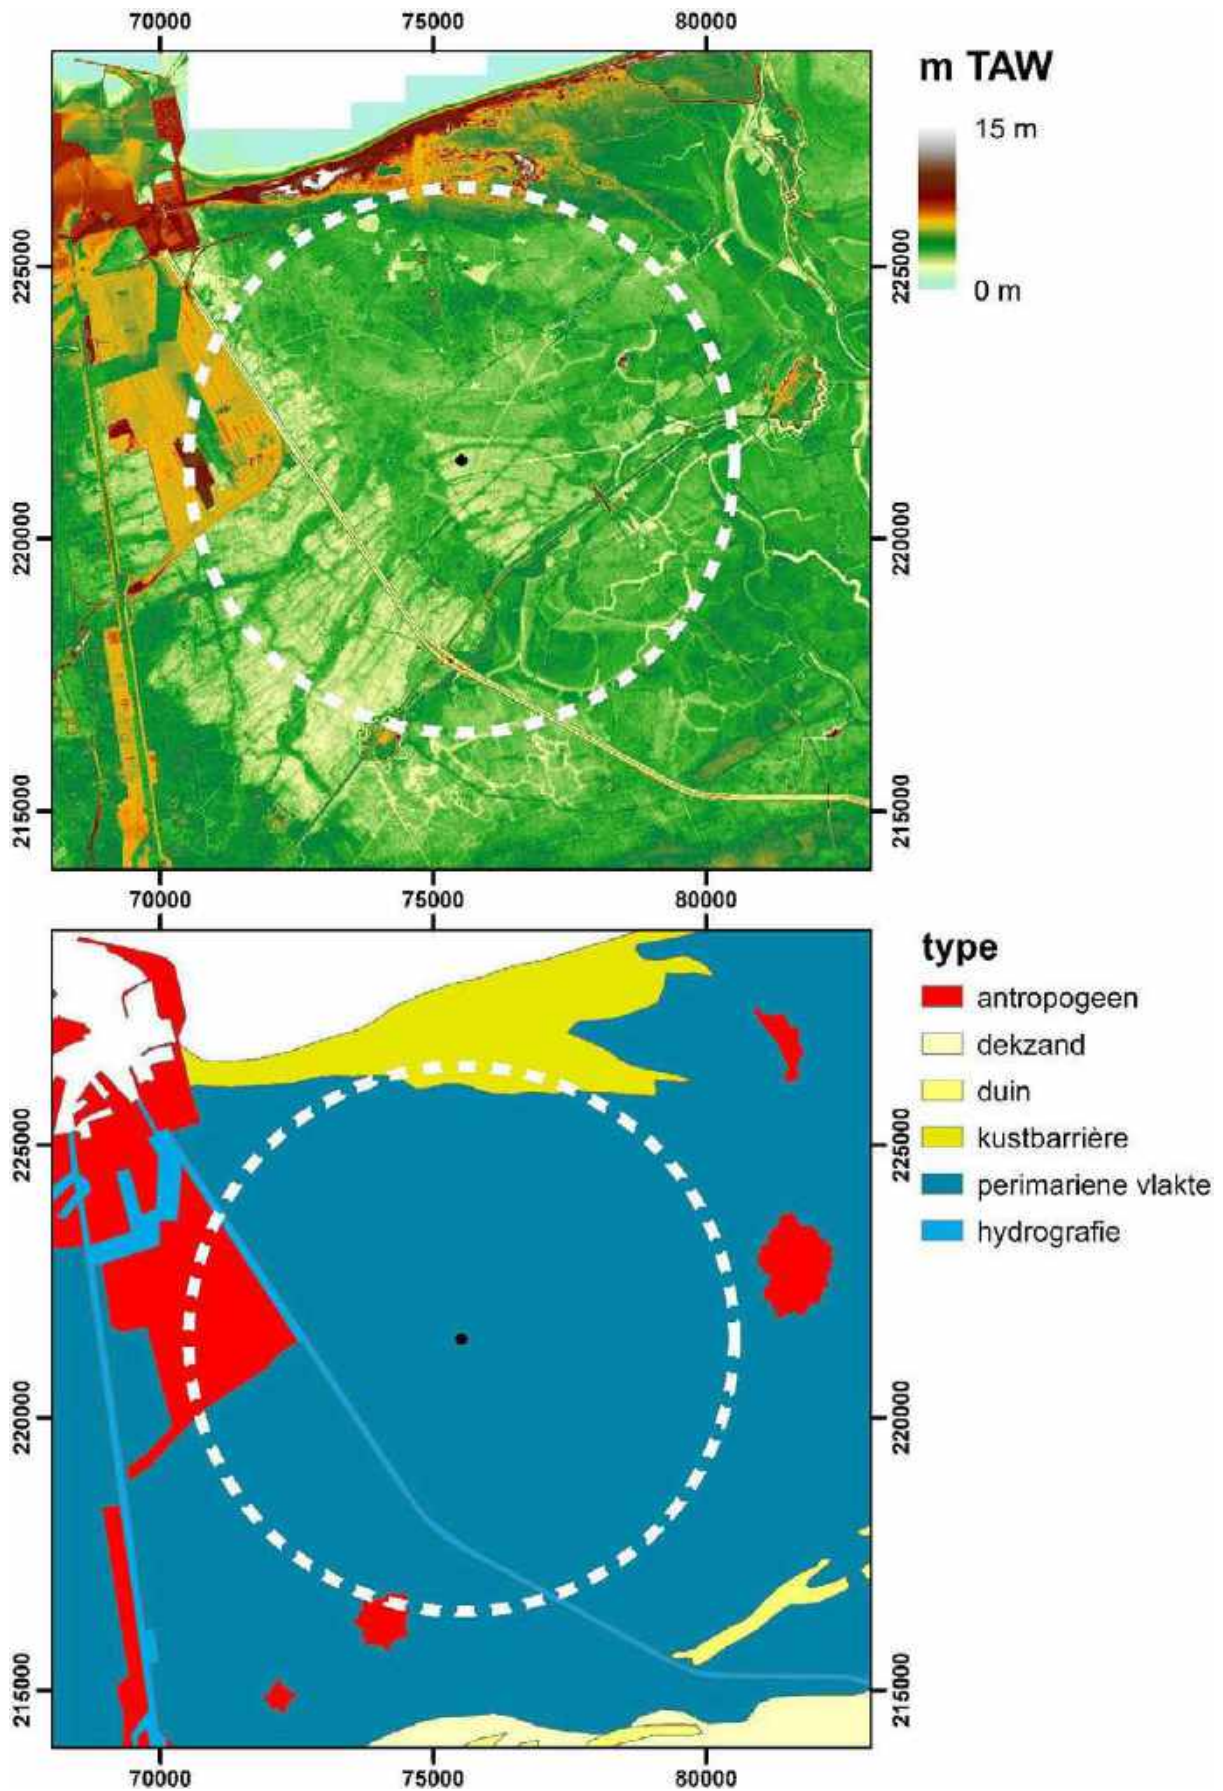 70000 75000 80000
m TAW
15 m
0 m
225000 225000
220000 220000
215000 215000
70000 75000 80000
type
antropogeen
dekzand
duin
kustbarrière
perimariene vlakte
hydrografie
225000 225000
220000 220000
215000 215000
70000 75000 80000